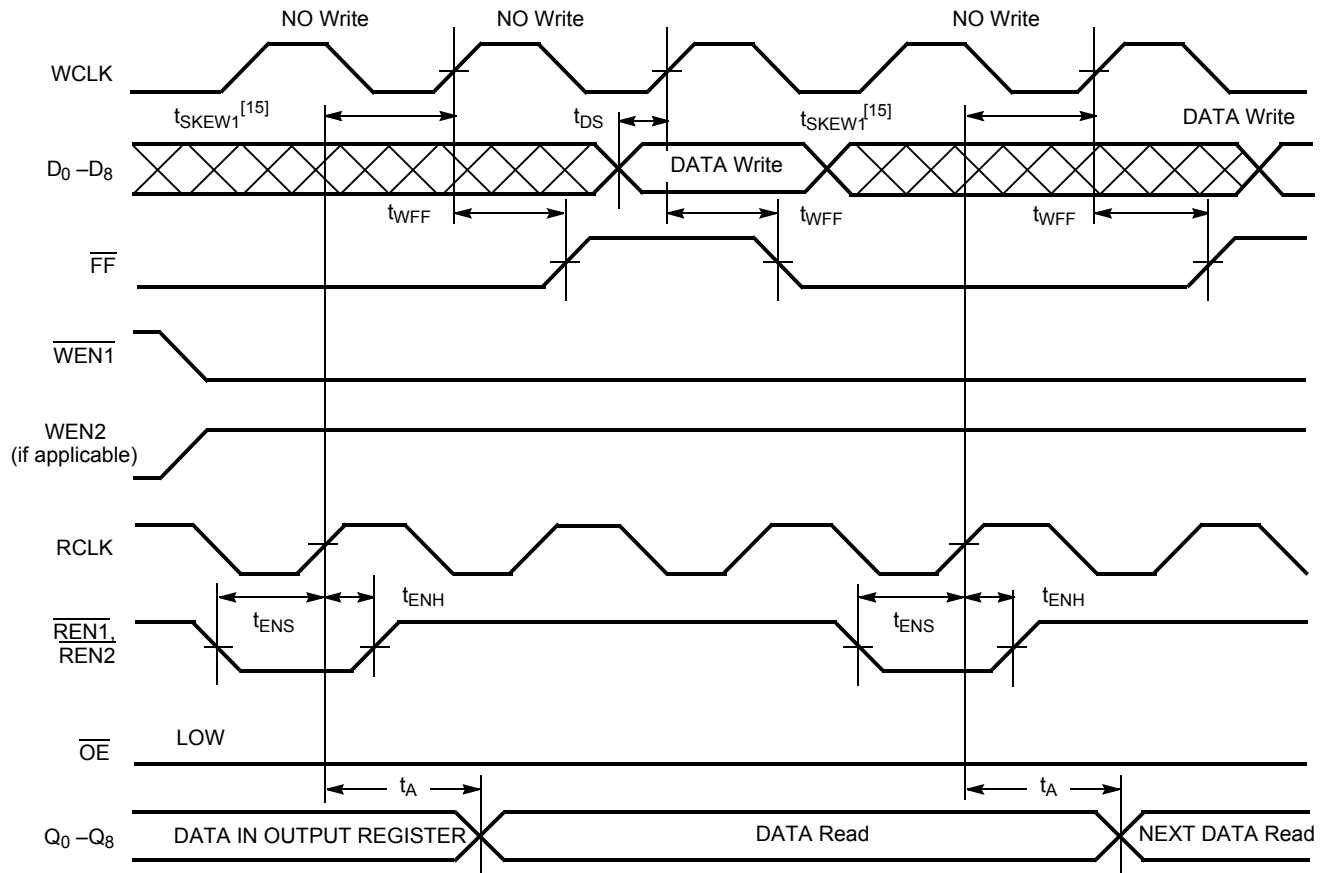 NO Write NO Write NO Write
WCLK
tSKEW1[15] tDS tSKEW1[15] DATA Write
D0 –D8 DATA Write
tWFF tWFF tWFF
FF
WEN1
WEN2
(if applicable)
RCLK
tENS tENH tENS tENH
REN1,
REN2
LOW
OE
tA tA
Q0 –Q8 DATA IN OUTPUT REGISTER DATA Read NEXT DATA Read